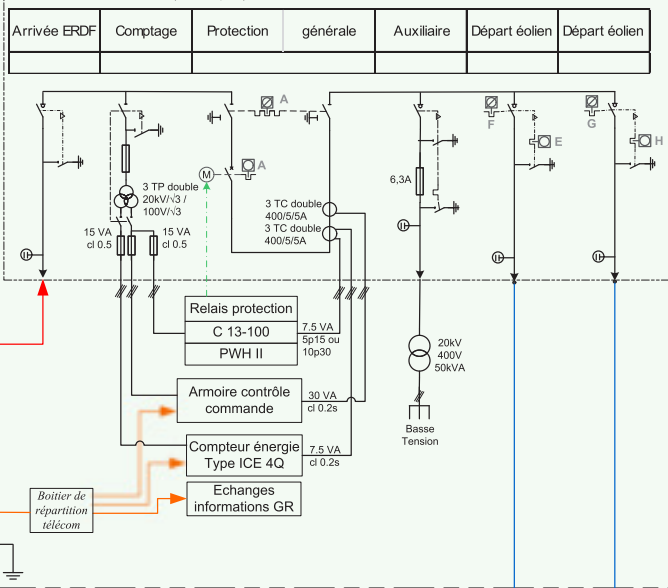 Arrivée ERDF
Comptage
Protection
générale
Auxiliaire
Départ éolien
Départ éolien
A
F
E
G
H
M
A
6,3A
3 TP double
20kV/√3 /
100V/√3
15 VA
cl 0.5
15 VA
cl 0.5
3 TC double
400/5/5A
3 TC double
400/5/5A
Relais protection
C 13-100
PWH II
7.5 VA
5p15 ou
10p30
20kV
400V
50kVA
Armoire contrôle
commande
30 VA
cl 0.2s
Basse
Tension
Compteur énergie
Type ICE 4Q
7.5 VA
cl 0.2s
Echanges
informations GR
Boitier de
répartition
télécom